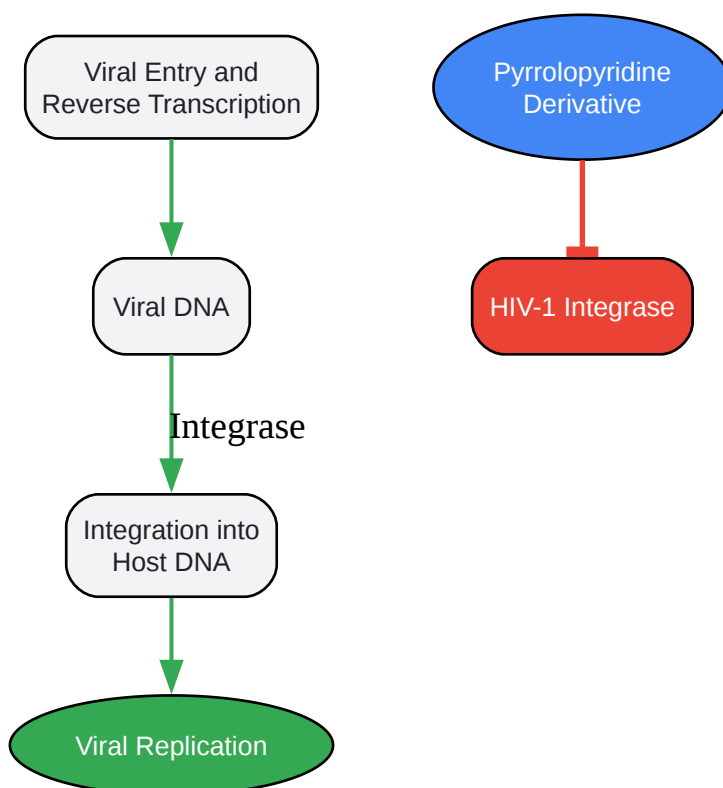 Viral Entry and
Reverse Transcription
Pyrrolopyridine
Derivative
Viral DNA
HIV-1 Integrase
Integrase
Integration into
Host DNA
Viral Replication